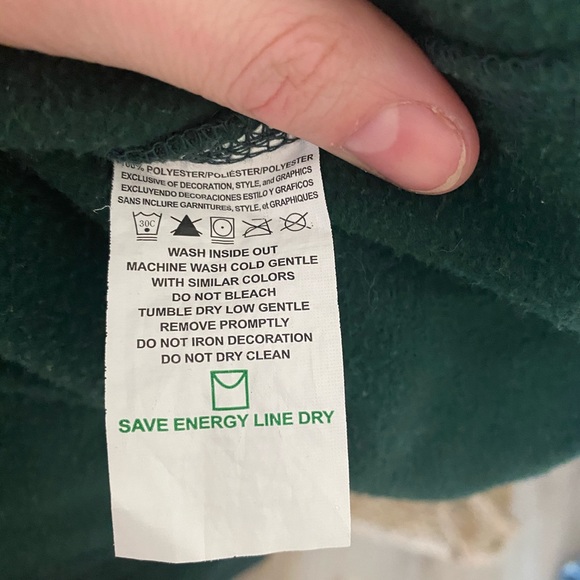 100% POLYESTER/POLIÉSTER/POLYESTER
EXCLUSIVE OF DECORATION, STYLE, and GRAPHICS
EXCLUYENDO DECORACIONES ESTILO Y GRAFICOS
SANS INCLUIRE GARNITURES, STYLE, et GRAPHIQUES
30C
WASH INSIDE OUT
MACHINE WASH COLD GENTLE
WITH SIMILAR COLORS
DO NOT BLEACH
TUMBLE DRY LOW GENTLE
REMOVE PROMPTLY
DO NOT IRON DECORATION
DO NOT DRY CLEAN
SAVE ENERGY LINE DRY